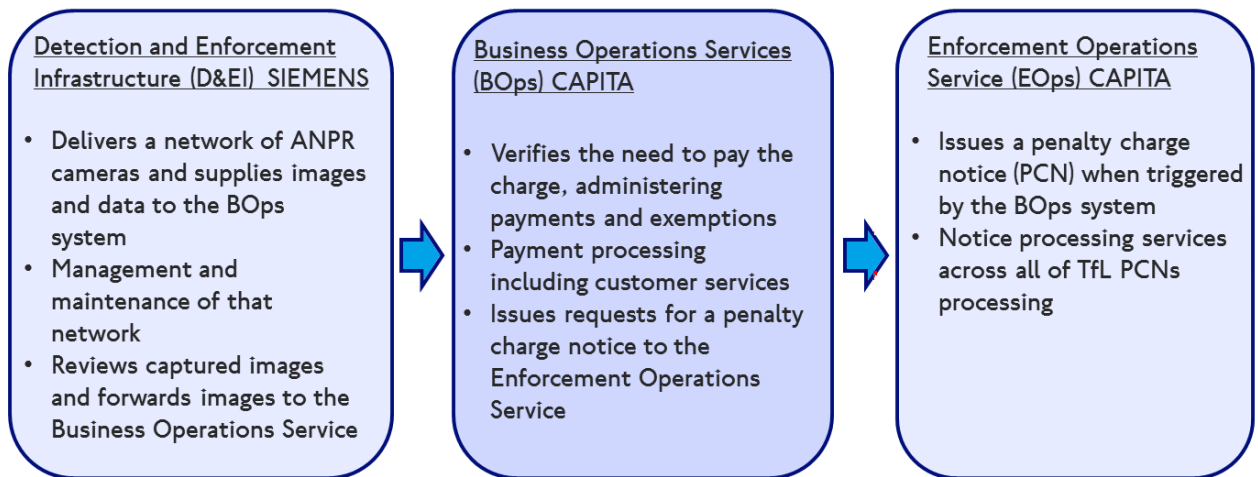 Detection and Enforcement
Infrastructure (D&EI)  SIEMENS
• Delivers a network of ANPR
cameras and supplies images
and data to the BOps
system
• Management and
maintenance of that
network
• Reviews captured images
and forwards images to the
Business Operations Service
Business Operations Services
(BOps) CAPITA
• Verifies the need to pay the
charge, administering
payments and exemptions
• Payment processing
including customer services
• Issues requests for a penalty
charge notice to the
Enforcement Operations
Service
Enforcement Operations
Service (EOps) CAPITA
• Issues a penalty charge
notice (PCN) when triggered
by the BOps system
• Notice processing services
across all of TfL PCNs
processing